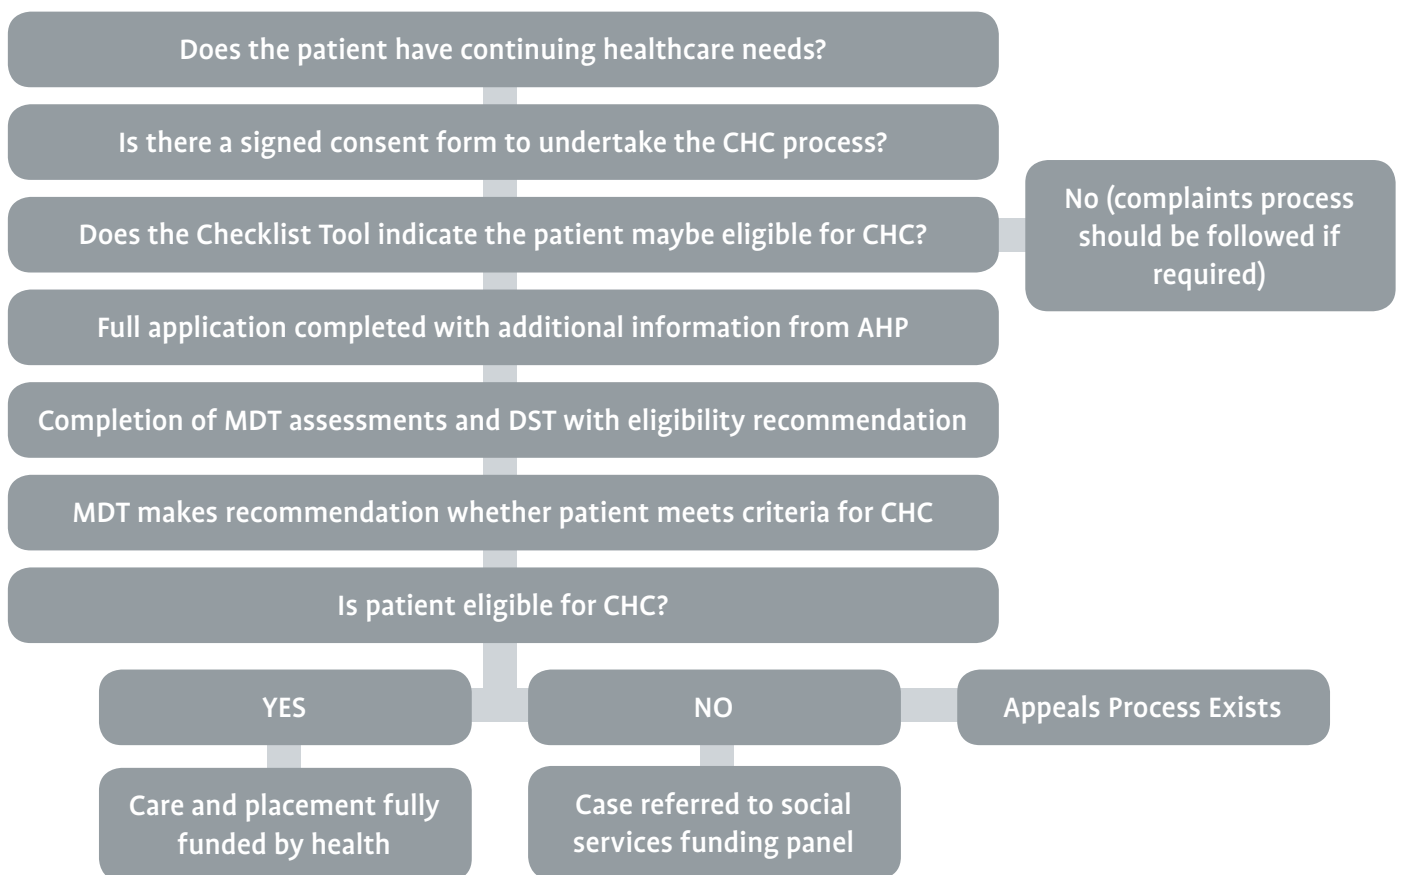 Does the patient have continuing healthcare needs?
Is there a signed consent form to undertake the CHC process?
Does the Checklist Tool indicate the patient maybe eligible for CHC?
No (complaints process
should be followed if
required)
Full application completed with additional information from AHP
Completion of MDT assessments and DST with eligibility recommendation
MDT makes recommendation whether patient meets criteria for CHC
Is patient eligible for CHC?
YES
NO
Appeals Process Exists
Care and placement fully
funded by health
Case referred to social
services funding panel